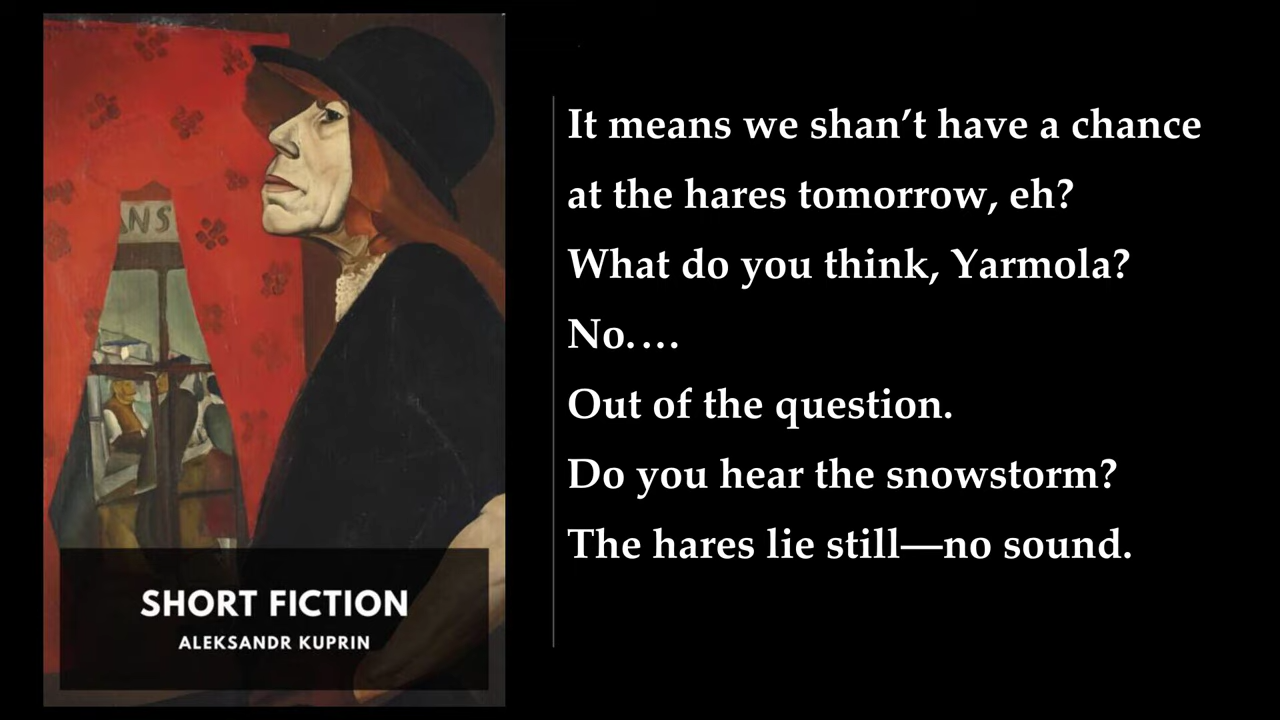 ANS
SHORT FICTION
ALEKSANDR KUPRIN
It means we shan’t have a chance
at the hares tomorrow, eh?
What do you think, Yarmola?
No.…
Out of the question.
Do you hear the snowstorm?
The hares lie still—no sound.